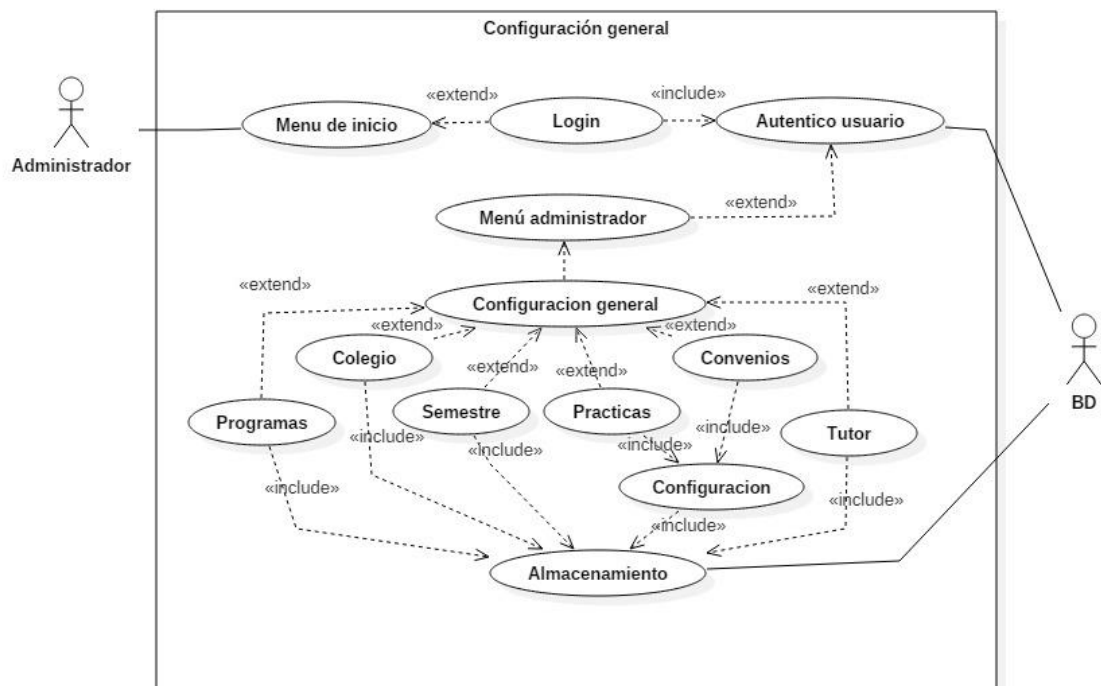 Configuración general
«extend»
«include»
Menu de inicio
Login
Autentico usuario
Administrador
Menú administrador
«extend»
«extend»
Configuracion general
«extend»
«extend»
«extend»
Colegio
«extend»
«extend»
Convenios
Programas
Semestre
Practicas
Tutor
BD
«include»
«include»
«include»
«include»
«include»
Configuracion
«include»
«include»
Almacenamiento